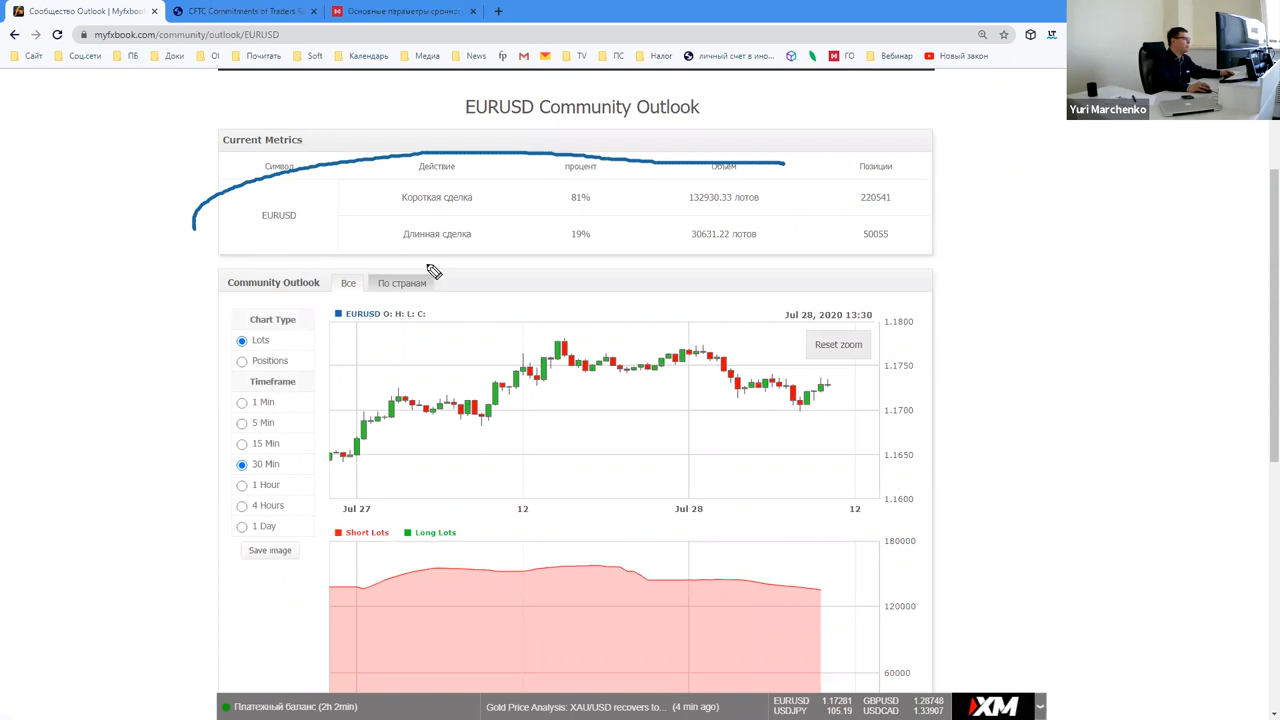 Сообщество Outlook | Myfxbook
CFTC Commitments of Traders R
Основные параметры срочног
myfxbook.com/community/outlook/EURUSD
Сайт Соц.сети ПБ Доки OI Почитать Soft Календарь Медиа News fp TV ПС Налог личный счет в ино... ГО Вебинар Новый закон
Yuri Marchenko
EURUSD Community Outlook
Current Metrics
Символ Действие процент Объём Позиции
EURUSD
Короткая сделка 81% 132930.33 лотов 220541
Длинная сделка 19% 30631.22 лотов 50055
Community Outlook Все По странам
Chart Type
Lots
Positions
Timeframe
1 Min
5 Min
15 Min
30 Min
1 Hour
4 Hours
1 Day
Save image
EURUSD O: H: L: C:
Jul 28, 2020 13:30
Reset zoom
1.1800
1.1750
1.1700
1.1650
1.1600
Jul 27 12 Jul 28 12
Short Lots Long Lots
180000
120000
60000
Платежный баланс (2h 2min)
Gold Price Analysis: XAU/USD recovers to... (4 min ago)
EURUSD 1.17281 GBPUSD 1.28748
USDJPY 105.19 USDCAD 1.33907
XM